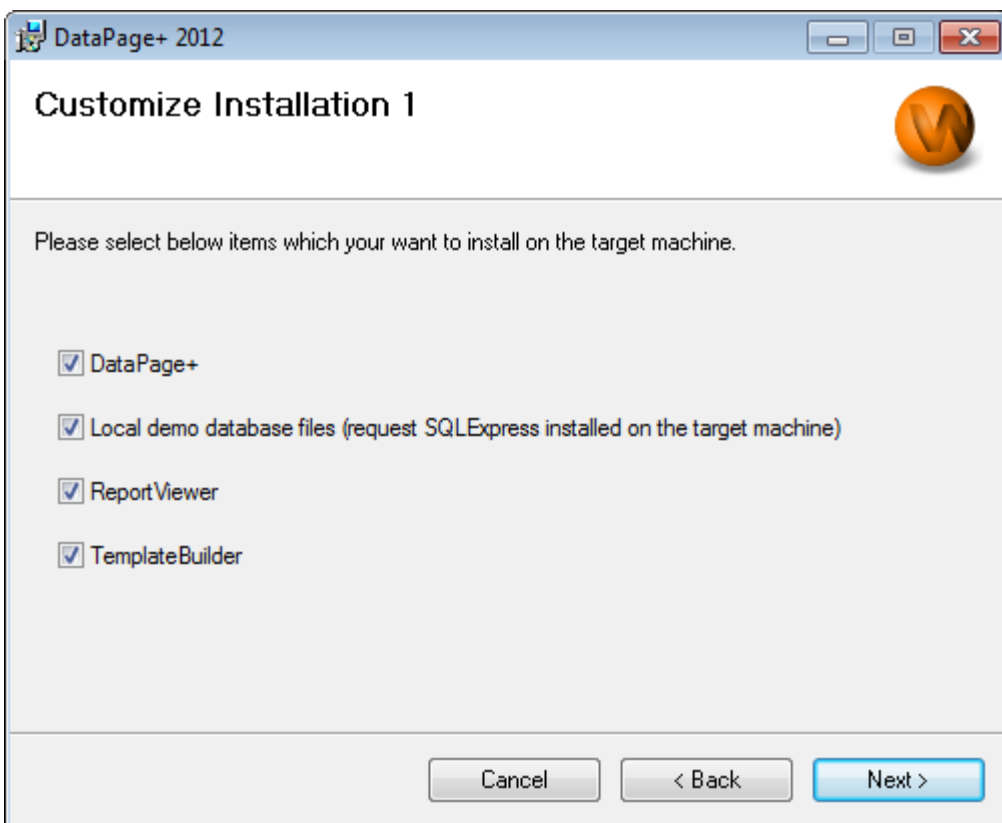 DataPage+ 2012
Customize Installation 1
W
Please select below items which your want to install on the target machine.
DataPage+
Local demo database files (request SQLExpress installed on the target machine)
ReportViewer
TemplateBuilder
Cancel
< Back
Next >